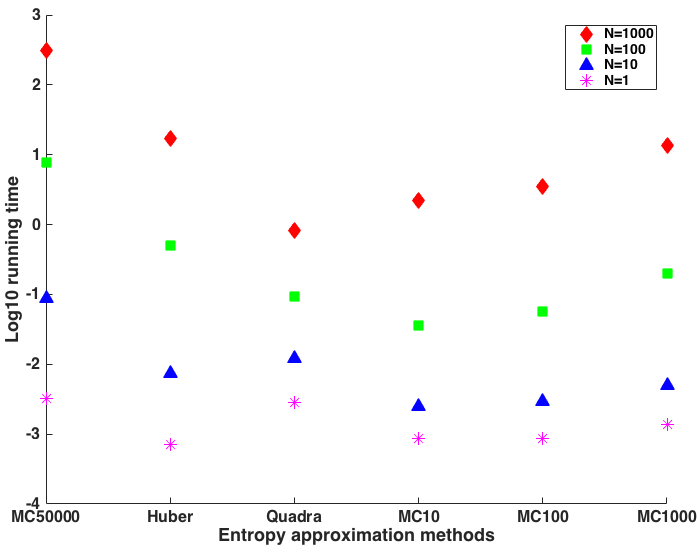 3
2
1
0
-1
-2
-3
-4
Log10 running time
N=1000
N=100
N=10
N=1
MC50000 Huber Quadra MC10 MC100 MC1000
Entropy approximation methods